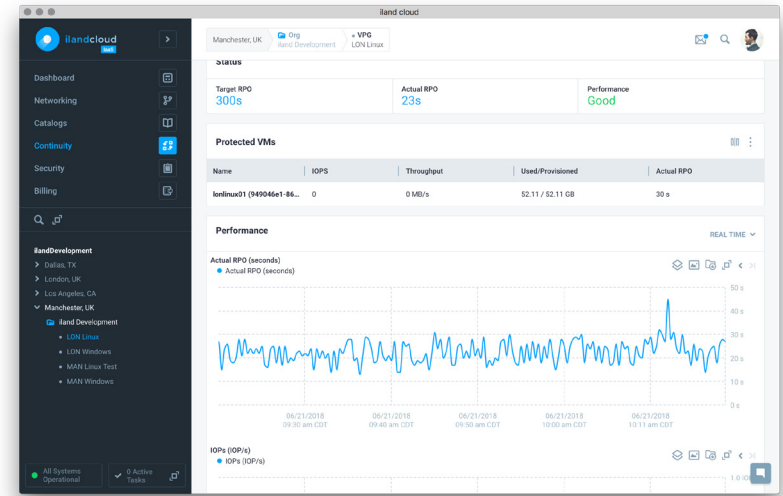 iland cloud
ilandcloud
IaaS
Manchester, UK
Org
iland Development
VPG
LON Linux
Dashboard
Networking
Catalogs
Continuity
Security
Billing
ilandDevelopment
Dallas, TX
London, UK
Los Angeles, CA
Manchester, UK
iland Development
LON Linux
LON Windows
MAN Linux Test
MAN Windows
All Systems
Operational
0 Active
Tasks
Status
Target RPO Actual RPO Performance
300s 23s Good
Protected VMs
Name IOPS Throughput Used/Provisioned Actual RPO
lonlinux01 (949046e1-86... 0 0 MB/s 52.11 / 52.11 GB 30 s
Performance
REAL TIME
Actual RPO (seconds)
Actual RPO (seconds)
50 s
40 s
30 s
20 s
10 s
0 s
06/21/2018 06/21/2018 06/21/2018 06/21/2018 06/21/2018
09:30 am CDT 09:40 am CDT 09:50 am CDT 10:00 am CDT 10:11 am CDT
IOPs (IOP/s)
IOPs (IOP/s)